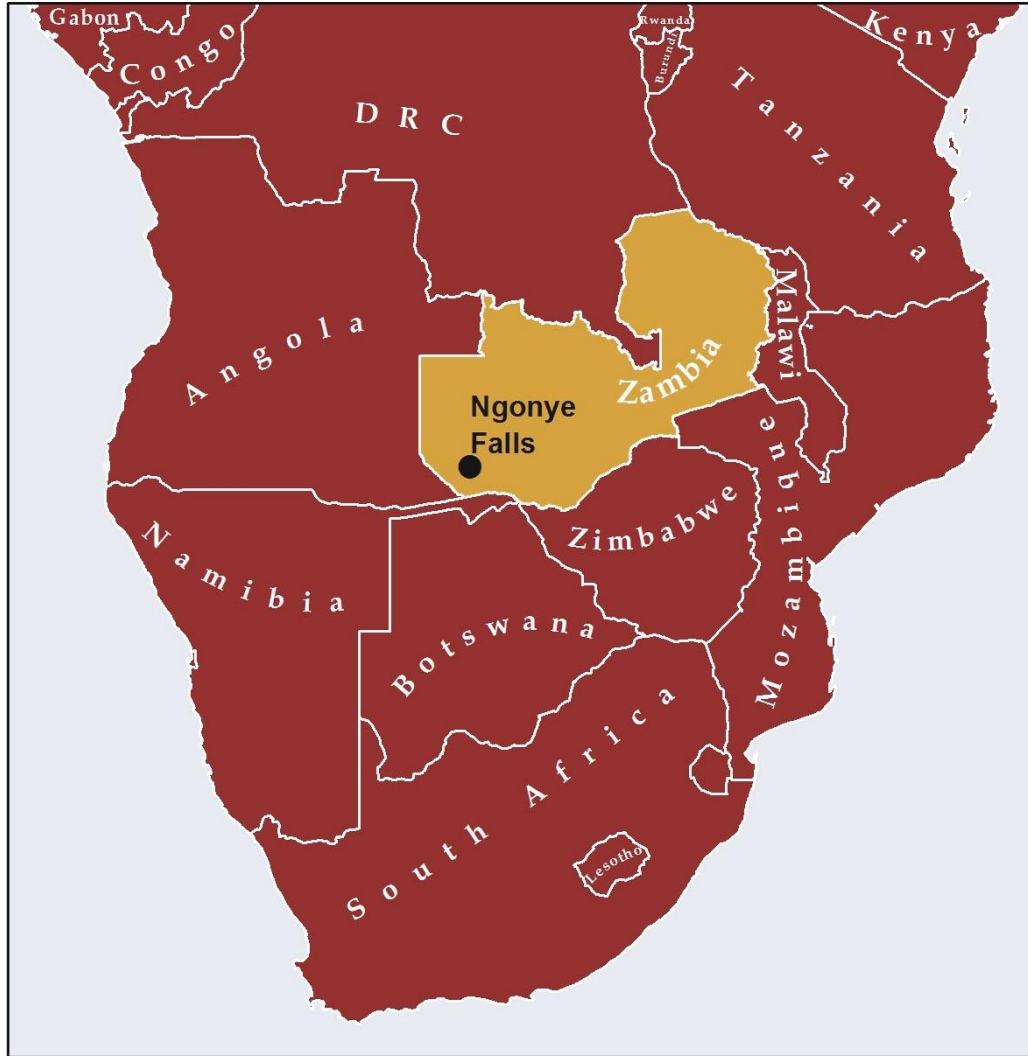 Gabon
Congo
DRC
Rwanda
Burundi
Kenya
Tanzania
Angola
Zambia
Malawi
Ngonye
Falls
Namibia
Zimbabwe
Mozambique
Botswana
South Africa
Lesotho